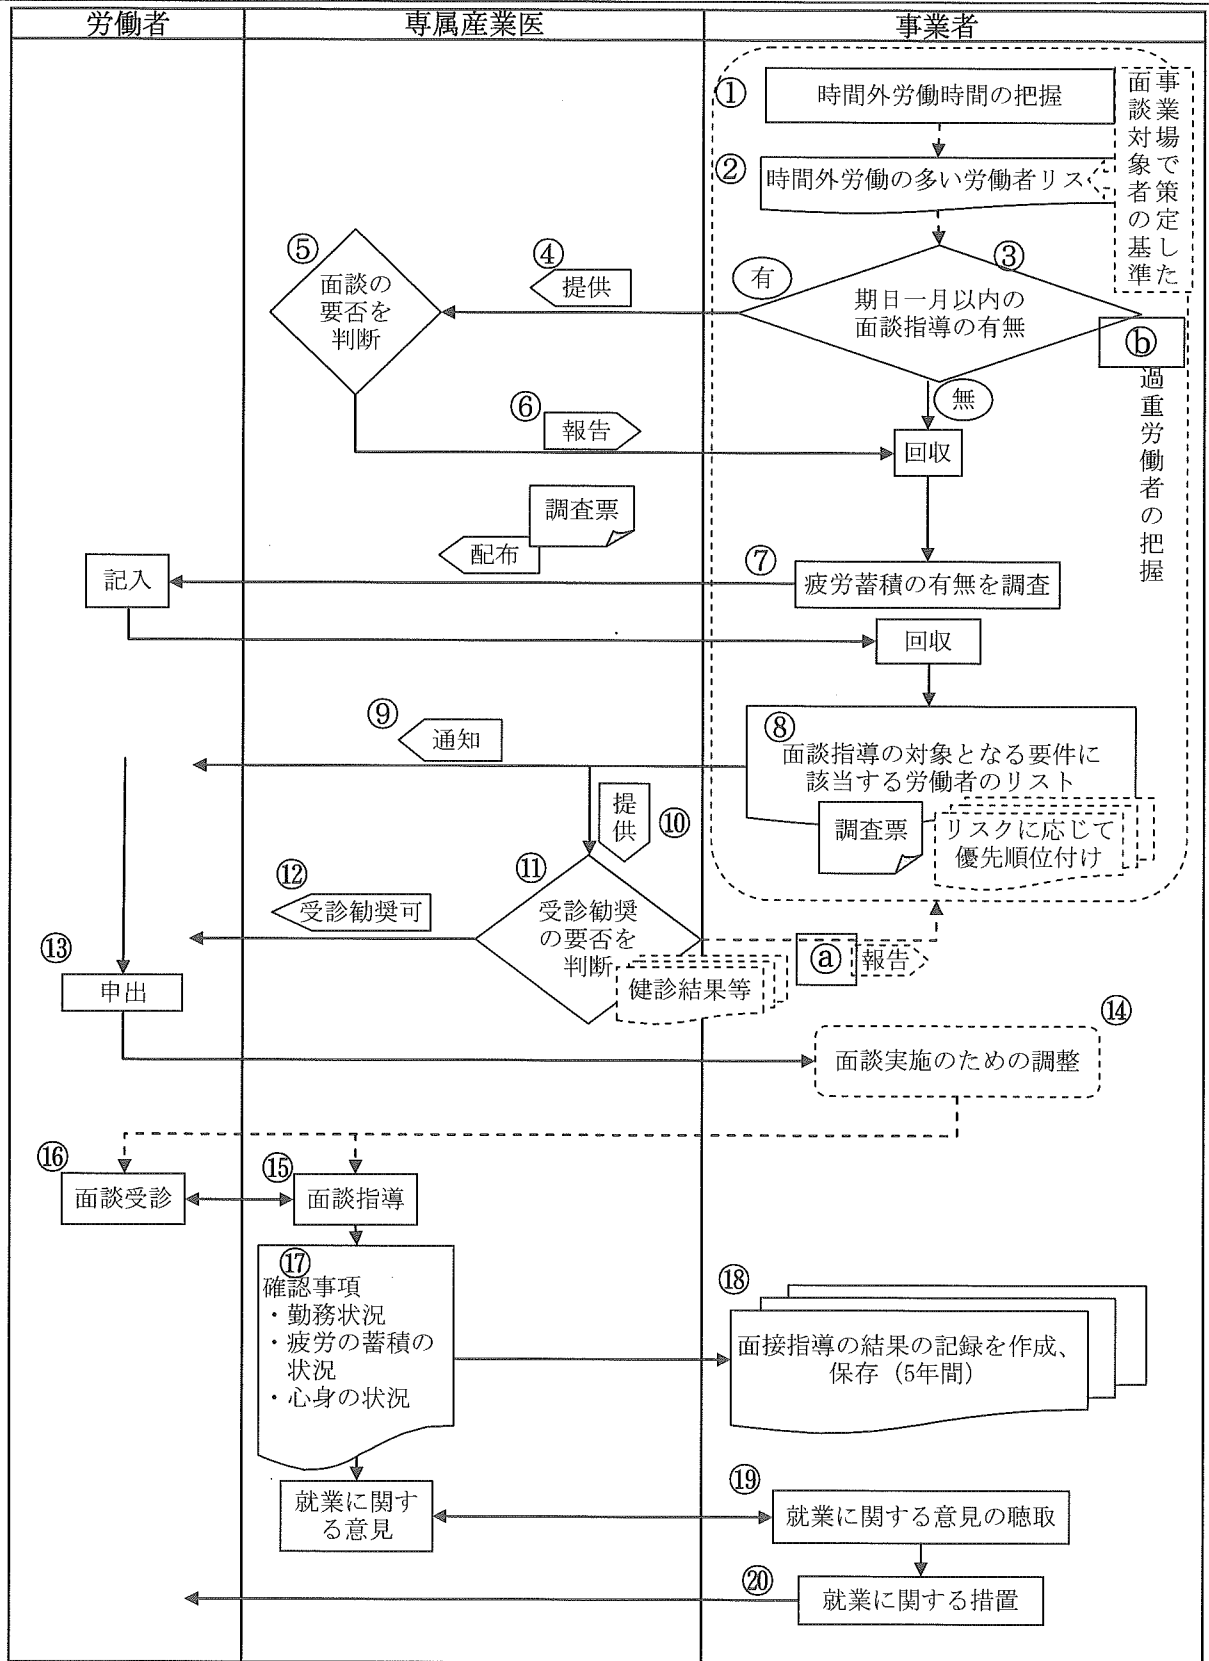 労働者
専属産業医
事業者
①
時間外労働時間の把握
事業場で策定した
面談対象者の基準
②
時間外労働の多い労働者リス
③
期日一月以内の
面談指導の有無
有
④
提供
⑤
面談の
要否を
判断
ⓑ
過重労働者の把握
無
⑥
報告
回収
調査票
配布
⑦
疲労蓄積の有無を調査
記入
回収
⑧
面談指導の対象となる要件に
該当する労働者のリスト
調査票
リスクに応じて
優先順位付け
⑨
通知
⑩
提供
⑪
受診勧奨
の要否を
判断
健診結果等
⑫
受診勧奨可
ⓐ
報告
⑬
申出
⑭
面談実施のための調整
⑯
面談受診
⑮
面談指導
⑰
確認事項
・勤務状況
・疲労の蓄積の
状況
・心身の状況
⑱
面接指導の結果の記録を作成、
保存（5年間）
就業に関す
る意見
⑲
就業に関する意見の聴取
⑳
就業に関する措置